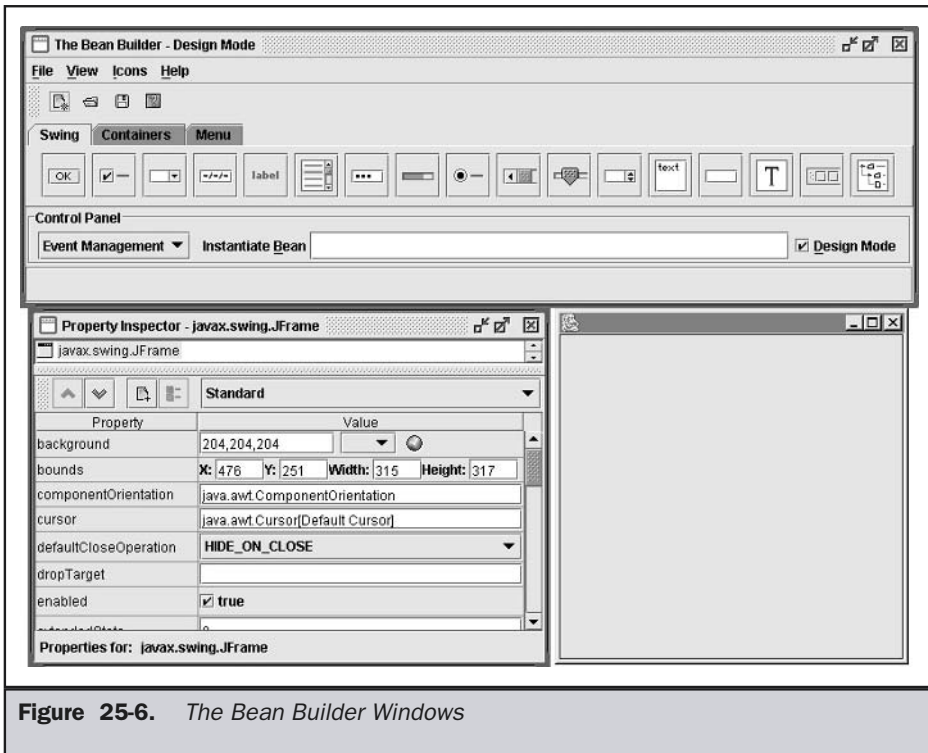 The Bean Builder - Design Mode
File View Icons Help
Swing Containers Menu
OK -/-/- label text T
Control Panel
Event Management Instantiate Bean Design Mode
Property Inspector - javax.swing.JFrame
javax.swing.JFrame
Standard
Property Value
background 204,204,204
bounds X: 476 Y: 251 Width: 315 Height: 317
componentOrientation java.awt.ComponentOrientation
cursor java.awt.Cursor[Default Cursor]
defaultCloseOperation HIDE_ON_CLOSE
dropTarget
enabled true
Properties for: javax.swing.JFrame
Figure 25-6. The Bean Builder Windows